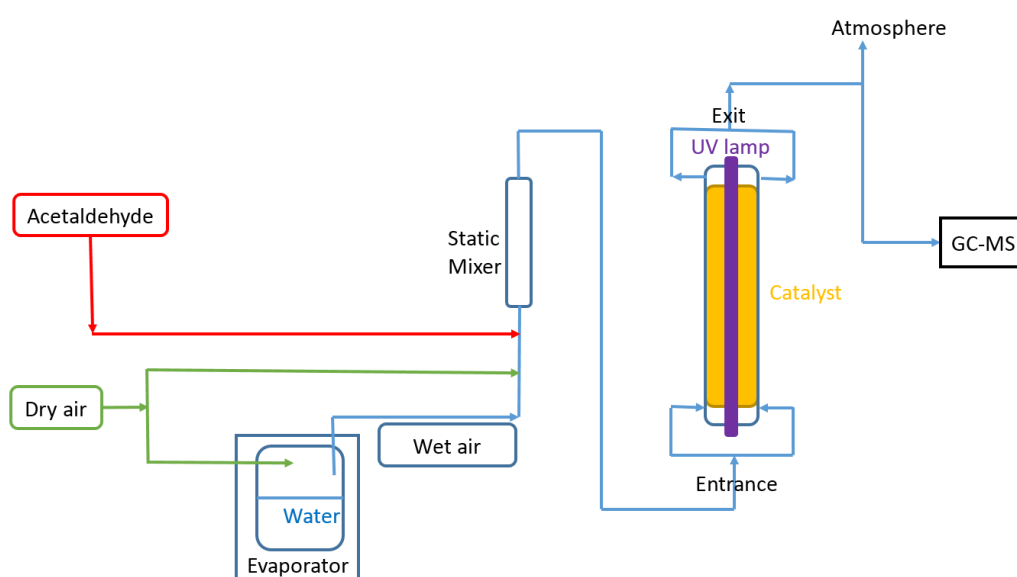 Atmosphere
Exit
UV lamp
Acetaldehyde
Static
Mixer
GC-MS
Catalyst
Dry air
Wet air
Entrance
Water
Evaporator